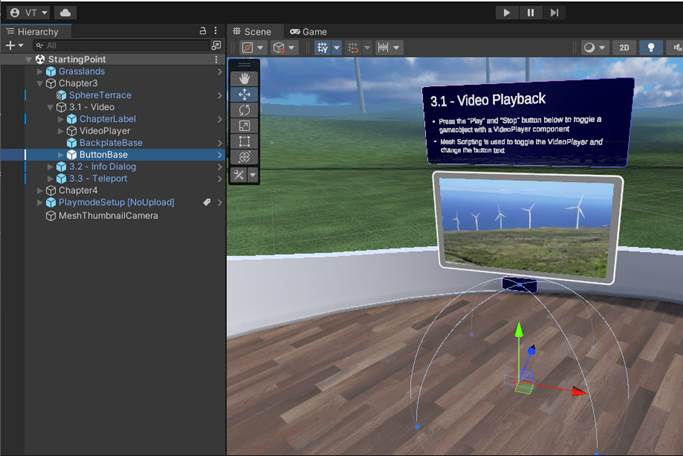 VT
Hierarchy
All
StartingPoint
Grasslands
Chapter3
SphereTerrace
3.1 - Video
ChapterLabel
VideoPlayer
BackplateBase
ButtonBase
3.2 - Info Dialog
3.3 - Teleport
Chapter4
PlaymodeSetup [NoUpload]
MeshThumbnailCamera
Scene
Game
2D
3.1 - Video Playback
• Press the "Play" and "Stop" button below to toggle a
gameobject with a VideoPlayer component
• Mesh Scripting is used to toggle the VideoPlayer and
change the button text